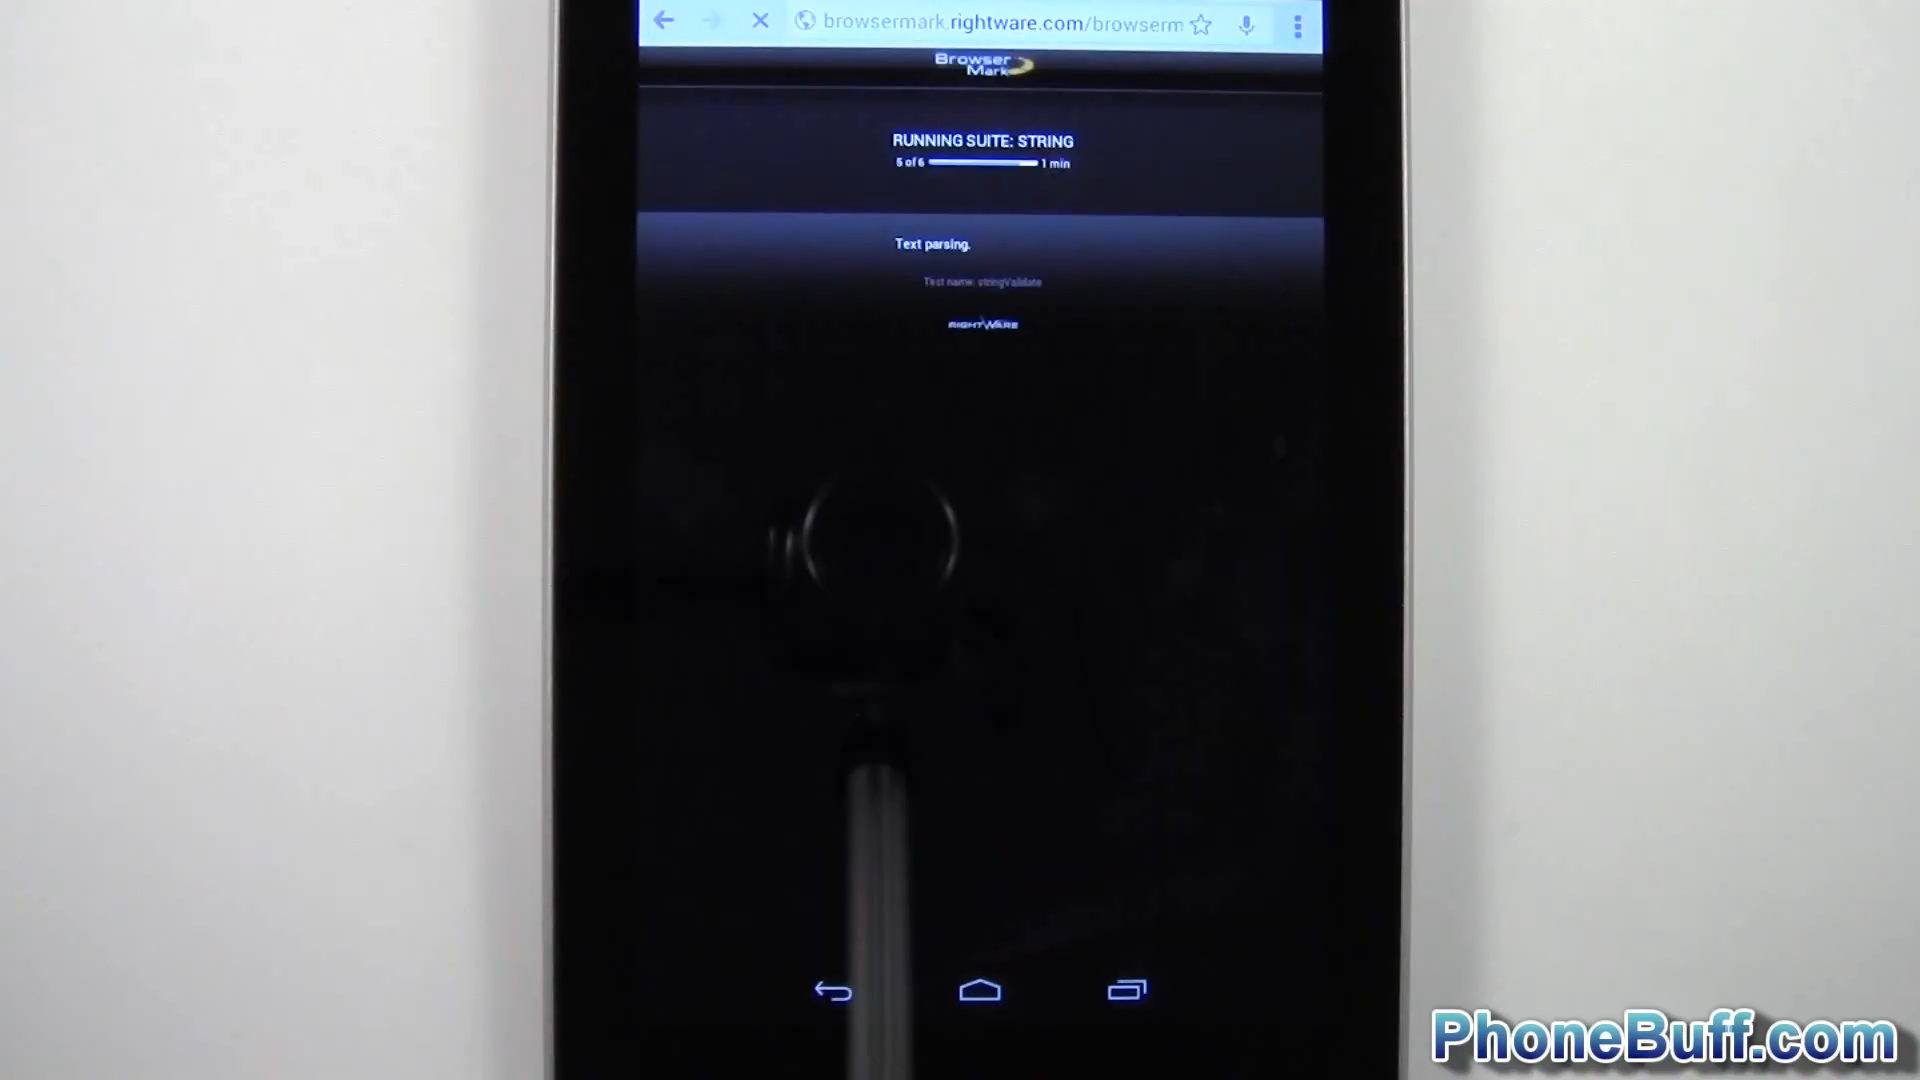 browsermark.rightware.com/browserm
Browser
Mark
RUNNING SUITE: STRING
5 of 6 1 min
Text parsing.
Test name: stringValidate
RIGHTWARE
PhoneBuff.com